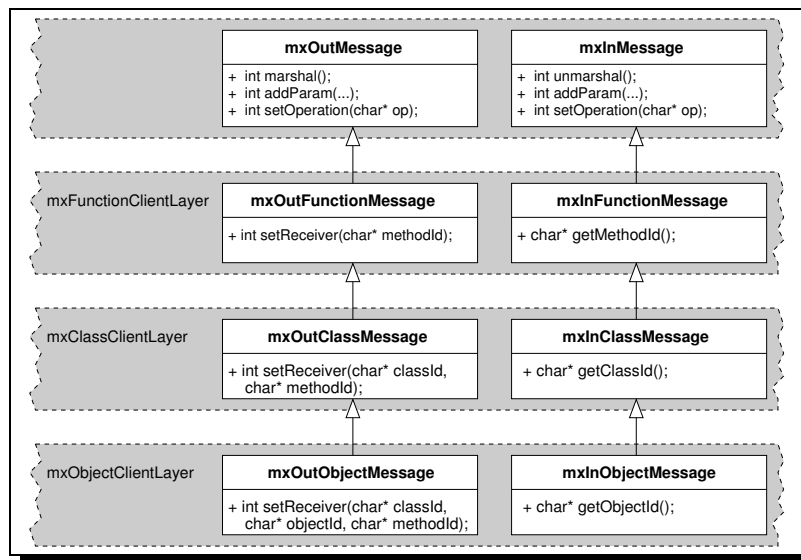 mxOutMessage
+ int marshal();
+ int addParam(...);
+ int setOperation(char* op);
mxInMessage
+ int unmarshal();
+ int addParam(...);
+ int setOperation(char* op);
mxFunctionClientLayer
mxOutFunctionMessage
+ int setReceiver(char* methodId);
mxInFunctionMessage
+ char* getMethodId();
mxClassClientLayer
mxOutClassMessage
+ int setReceiver(char* classId,
char* methodId);
mxInClassMessage
+ char* getClassId();
mxObjectClientLayer
mxOutObjectMessage
+ int setReceiver(char* classId,
char* objectId, char* methodId);
mxInObjectMessage
+ char* getObjectId();